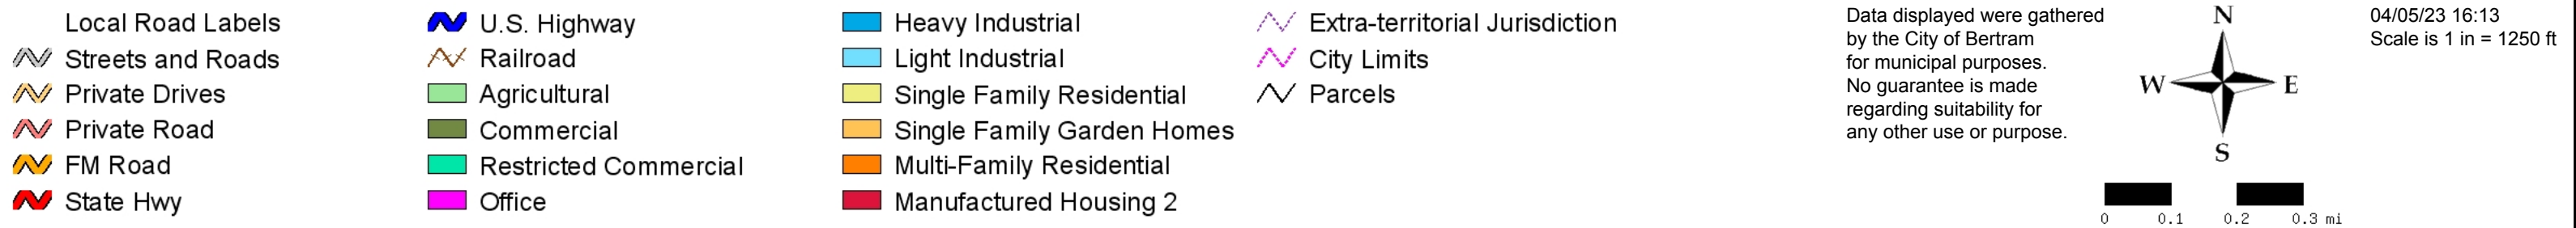 Local Road Labels
Streets and Roads
Private Drives
Private Road
FM Road
State Hwy
U.S. Highway
Railroad
Agricultural
Commercial
Restricted Commercial
Office
Heavy Industrial
Light Industrial
Single Family Residential
Single Family Garden Homes
Multi-Family Residential
Manufactured Housing 2
Extra-territorial Jurisdiction
City Limits
Parcels
Data displayed were gathered
by the City of Bertram
for municipal purposes.
No guarantee is made
regarding suitability for
any other use or purpose.
N
W E
S
0 0.1 0.2 0.3 mi
04/05/23 16:13
Scale is 1 in = 1250 ft